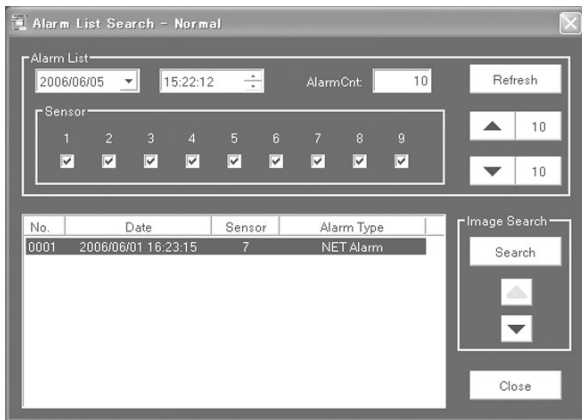 Alarm List Search - Normal
Alarm List
2006/06/05 15:22:12 AlarmCnt: 10 Refresh
Sensor
1 2 3 4 5 6 7 8 9
10
10
No. Date Sensor Alarm Type
0001 2006/06/01 16:23:15 7 NET Alarm
Image Search
Search
Close